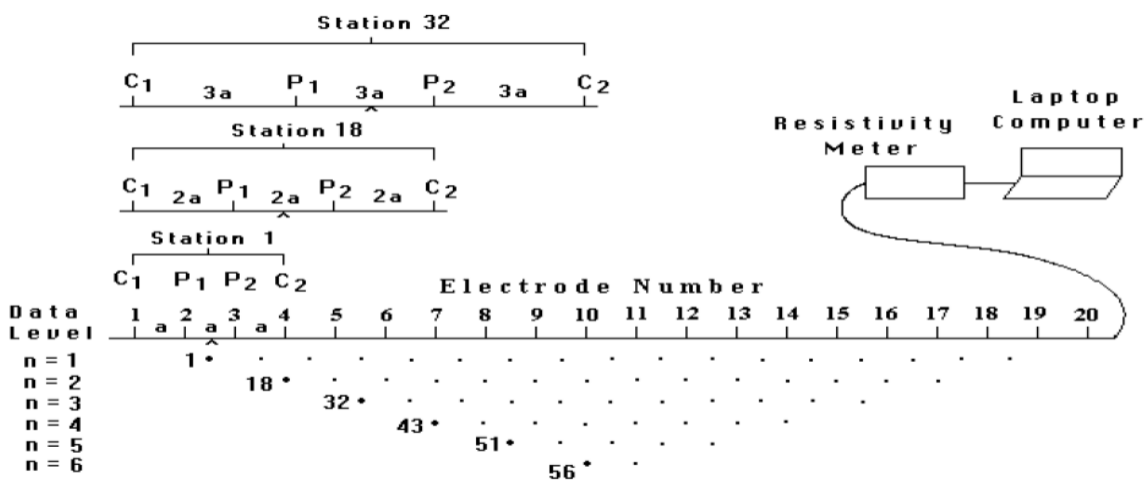 Station 32
C1 3a P1 3a P2 3a C2
Station 18
C1 2a P1 2a P2 2a C2
Station 1
C1 P1 P2 C2
Laptop
Computer
Resistivity
Meter
Electrode Number
Data
Level
1 2 3 4 5 6 7 8 9 10 11 12 13 14 15 16 17 18 19 20
a a a
n = 1 1
n = 2 18
n = 3 32
n = 4 43
n = 5 51
n = 6 56